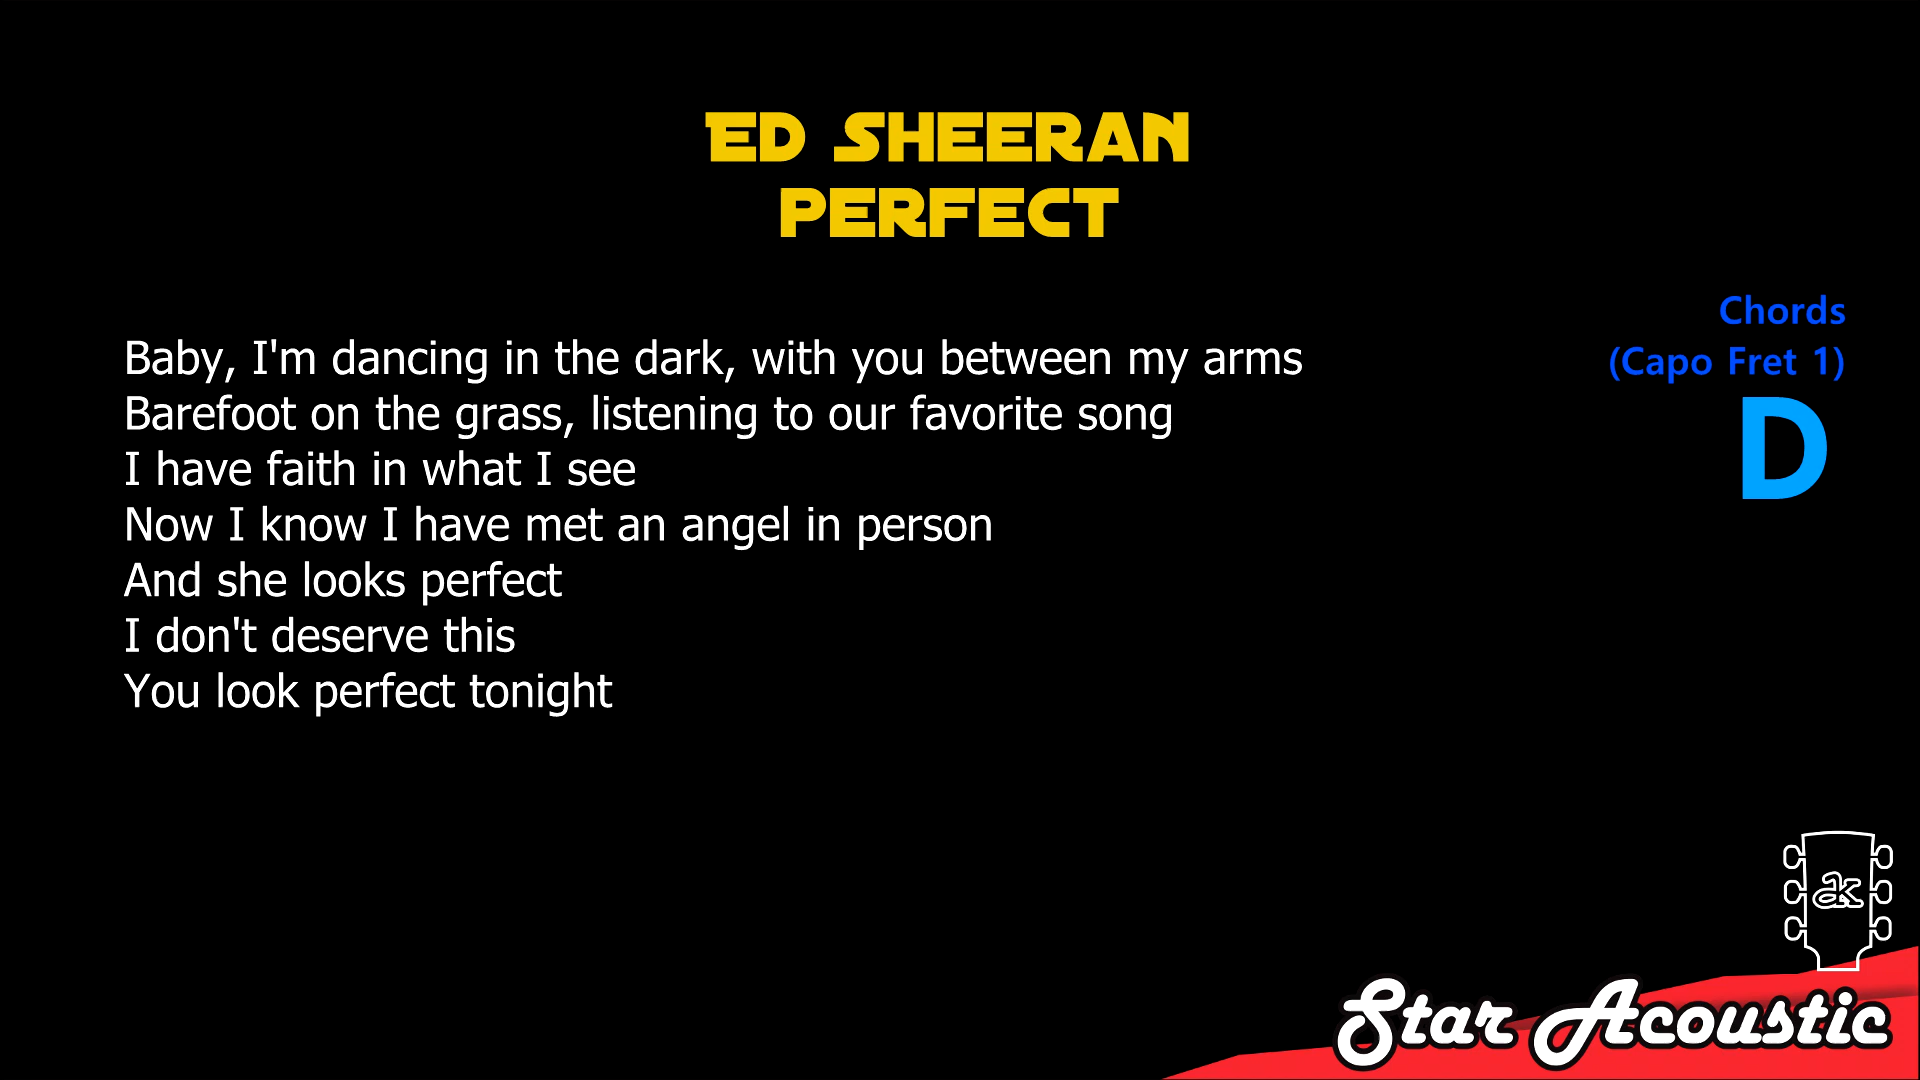 ED SHEERAN
PERFECT
Chords
(Capo Fret 1)
D
Baby, I'm dancing in the dark, with you between my arms
Barefoot on the grass, listening to our favorite song
I have faith in what I see
Now I know I have met an angel in person
And she looks perfect
I don't deserve this
You look perfect tonight
ak
Star Acoustic